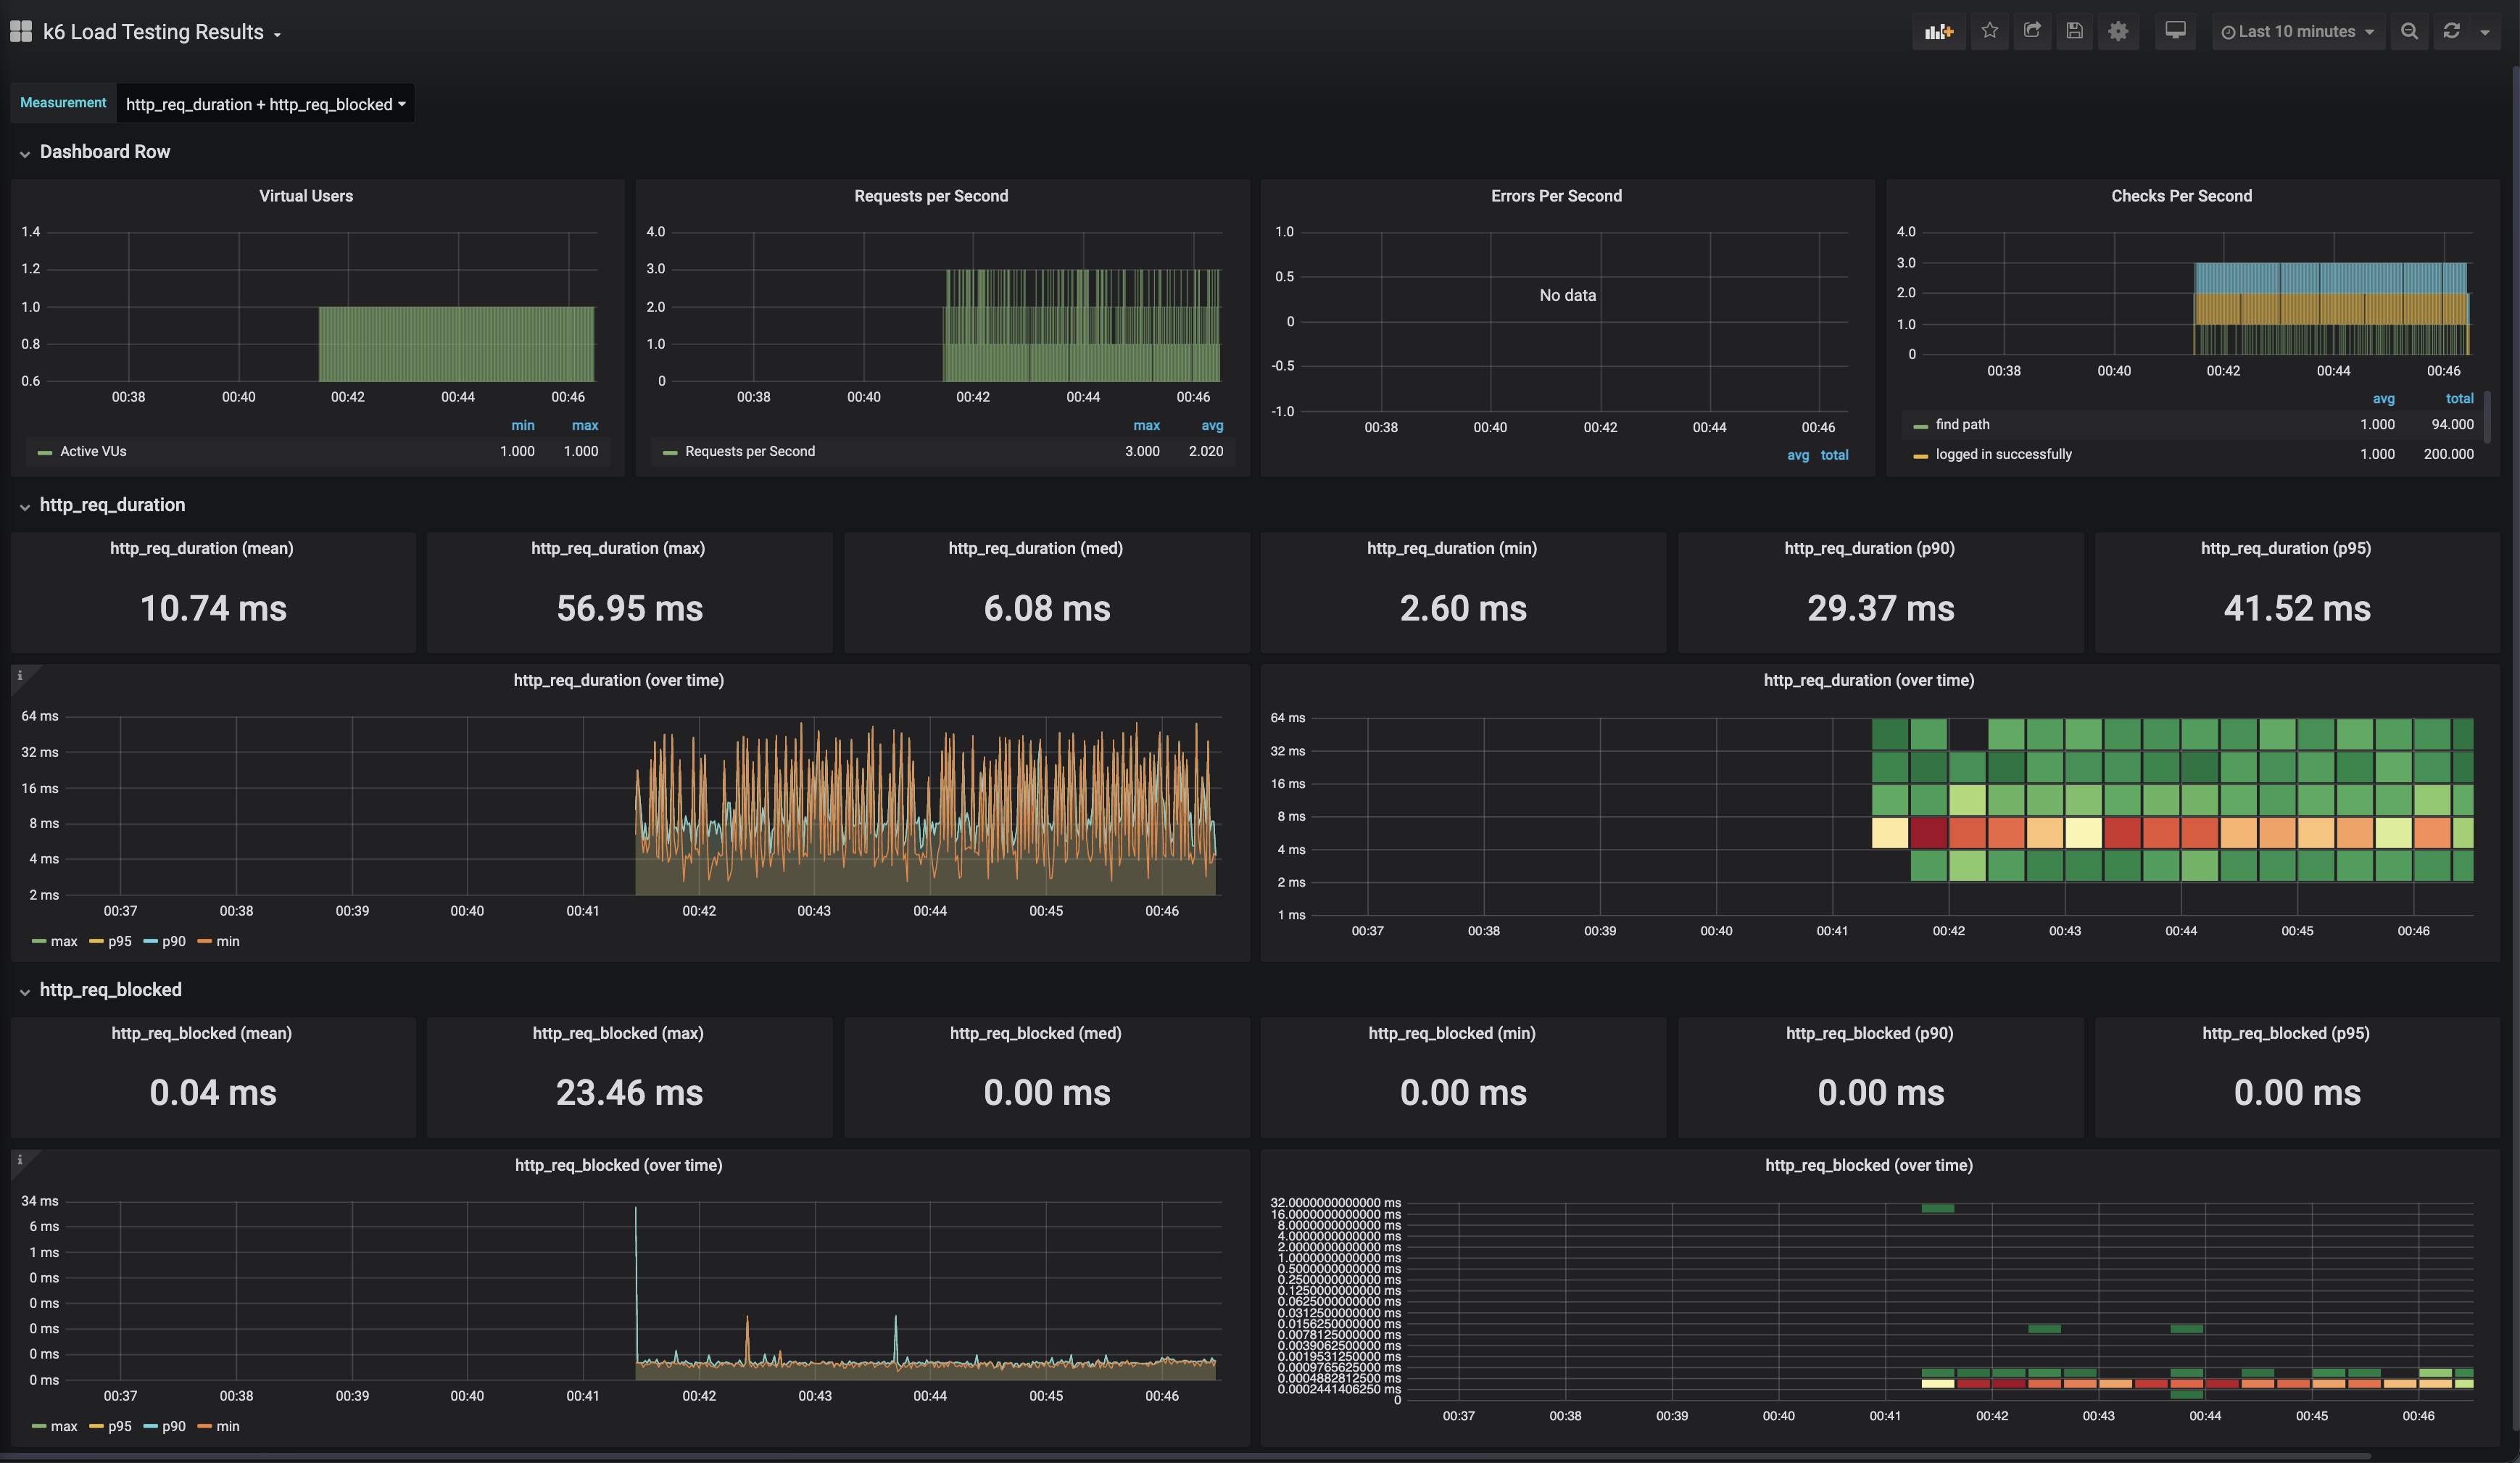 k6 Load Testing Results
Last 10 minutes
Measurement
http_req_duration + http_req_blocked
Dashboard Row
Virtual Users
1.4
1.2
1.0
0.8
0.6
00:38 00:40 00:42 00:44 00:46
min max
Active VUs 1.000 1.000
Requests per Second
4.0
3.0
2.0
1.0
0
00:38 00:40 00:42 00:44 00:46
max avg
Requests per Second 3.000 2.020
Errors Per Second
1.0
0.5
No data
0
-0.5
-1.0
00:38 00:40 00:42 00:44 00:46
avg total
Checks Per Second
4.0
3.0
2.0
1.0
0
00:38 00:40 00:42 00:44 00:46
avg total
find path 1.000 94.000
logged in successfully 1.000 200.000
http_req_duration
http_req_duration (mean)
10.74 ms
http_req_duration (max)
56.95 ms
http_req_duration (med)
6.08 ms
http_req_duration (min)
2.60 ms
http_req_duration (p90)
29.37 ms
http_req_duration (p95)
41.52 ms
i
http_req_duration (over time)
64 ms
32 ms
16 ms
8 ms
4 ms
2 ms
00:37 00:38 00:39 00:40 00:41 00:42 00:43 00:44 00:45 00:46
max p95 p90 min
http_req_duration (over time)
64 ms
32 ms
16 ms
8 ms
4 ms
2 ms
1 ms
00:37 00:38 00:39 00:40 00:41 00:42 00:43 00:44 00:45 00:46
http_req_blocked
http_req_blocked (mean)
0.04 ms
http_req_blocked (max)
23.46 ms
http_req_blocked (med)
0.00 ms
http_req_blocked (min)
0.00 ms
http_req_blocked (p90)
0.00 ms
http_req_blocked (p95)
0.00 ms
i
http_req_blocked (over time)
34 ms
6 ms
1 ms
0 ms
0 ms
0 ms
0 ms
0 ms
00:37 00:38 00:39 00:40 00:41 00:42 00:43 00:44 00:45 00:46
max p95 p90 min
http_req_blocked (over time)
32.0000000000000 ms
16.0000000000000 ms
8.0000000000000 ms
4.0000000000000 ms
2.0000000000000 ms
1.0000000000000 ms
0.5000000000000 ms
0.2500000000000 ms
0.1250000000000 ms
0.0625000000000 ms
0.0312500000000 ms
0.0156250000000 ms
0.0078125000000 ms
0.0039062500000 ms
0.0019531250000 ms
0.0009765625000 ms
0.0004882812500 ms
0.0002441406250 ms
0
00:37 00:38 00:39 00:40 00:41 00:42 00:43 00:44 00:45 00:46